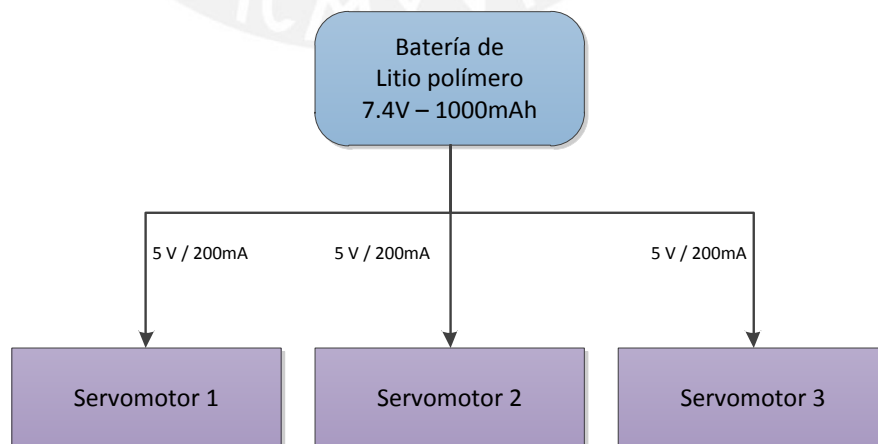 Batería de
Litio polímero
7.4V – 1000mAh
5 V / 200mA
5 V / 200mA
5 V / 200mA
Servomotor 1
Servomotor 2
Servomotor 3